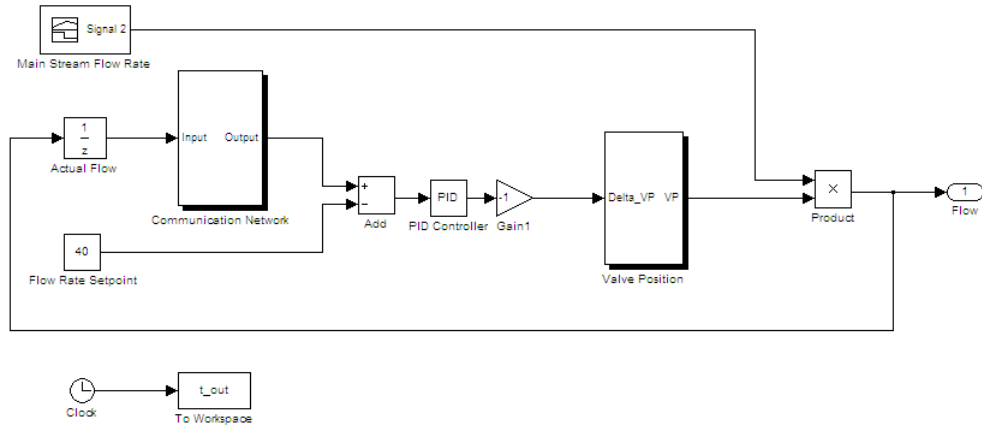 Signal 2
Main Stream Flow Rate
1
z
Actual Flow
Input Output
Communication Network
40
Flow Rate Setpoint
+
−
Add
PID
PID Controller
-1
Gain1
Delta_VP VP
Valve Position
×
Product
1
Flow
Clock
t_out
To Workspace